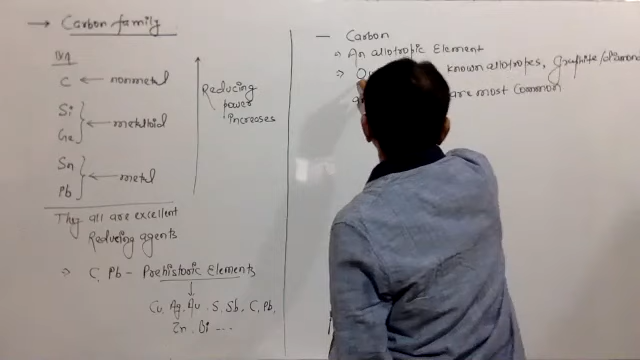 → Carbon family
C ← nonmetal
Si
Ge } ← metalloid
Sn
Pb } ← metal
Reducing
power
increases
They all are excellent
Reducing agents
→ C, Pb - Prehistoric Elements
Cu, Ag, Au, S, Sb, C, Pb,
Zn, Bi ...
— Carbon
→ An allotropic Element
known allotropes, Graphite/Diamond
are most common